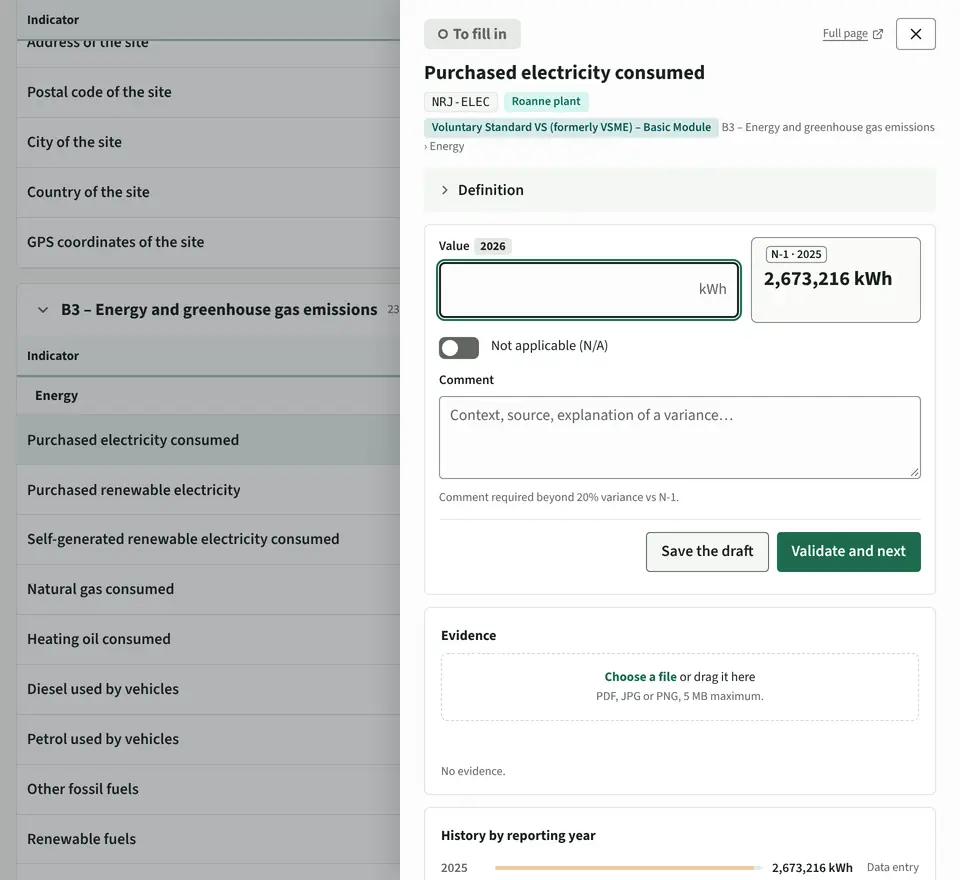 Indicator
Address of the site
Postal code of the site
City of the site
Country of the site
GPS coordinates of the site
B3 – Energy and greenhouse gas emissions 23
Indicator
Energy
Purchased electricity consumed
Purchased renewable electricity
Self-generated renewable electricity consumed
Natural gas consumed
Heating oil consumed
Diesel used by vehicles
Petrol used by vehicles
Other fossil fuels
Renewable fuels
To fill in
Full page
Purchased electricity consumed
NRJ-ELEC Roanne plant
Voluntary Standard VS (formerly VSME) – Basic Module B3 – Energy and greenhouse gas emissions
› Energy
Definition
Value 2026
kWh
N-1 · 2025
2,673,216 kWh
Not applicable (N/A)
Comment
Context, source, explanation of a variance…
Comment required beyond 20% variance vs N-1.
Save the draft
Validate and next
Evidence
Choose a file or drag it here
PDF, JPG or PNG, 5 MB maximum.
No evidence.
History by reporting year
2025 2,673,216 kWh Data entry